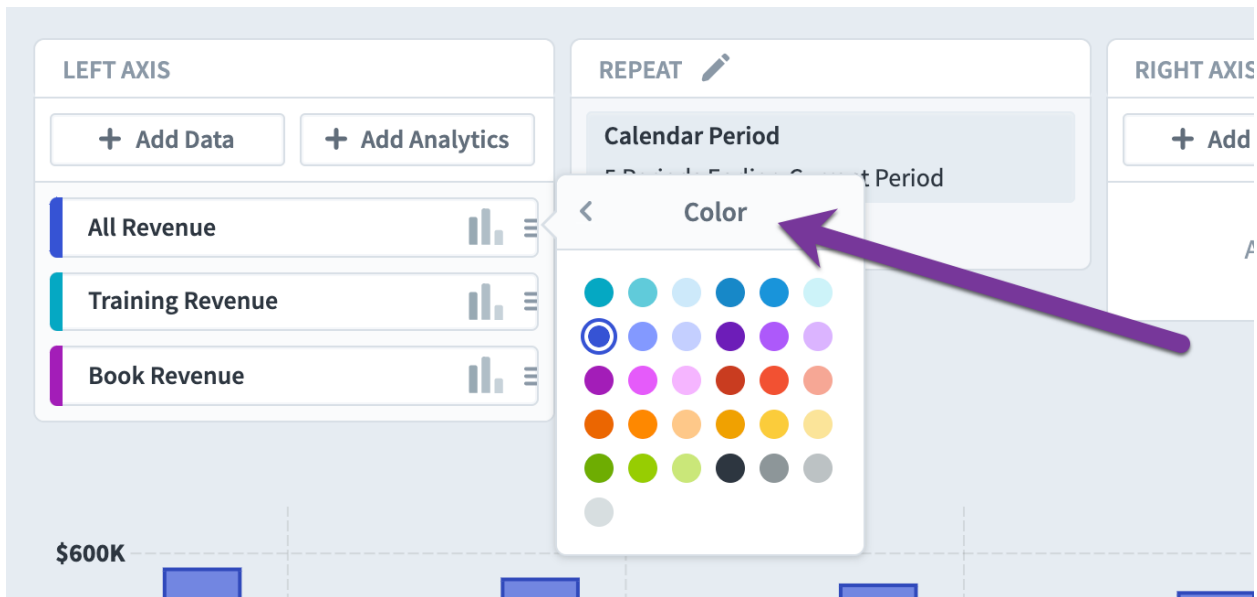 LEFT AXIS
Add Data
Add Analytics
All Revenue
Training Revenue
Book Revenue
REPEAT
Calendar Period
Period
Color
RIGHT AXIS
Add
$600K